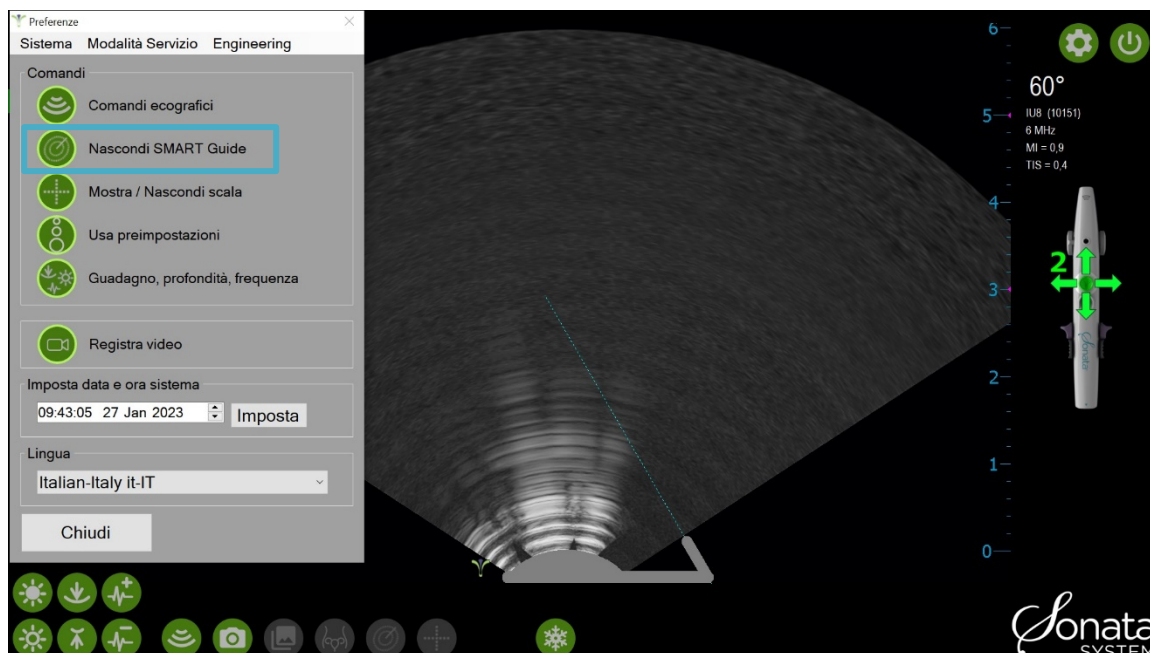 Preferenze
Sistema Modalità Servizio Engineering
Comandi
Comandi ecografici
Nascondi SMART Guide
Mostra / Nascondi scala
Usa preimpostazioni
Guadagno, profondità, frequenza
Registra video
Imposta data e ora sistema
09:43:05 27 Jan 2023 Imposta
Lingua
Italian-Italy it-IT
Chiudi
6
5
4
3
2
1
0
60°
IU8 (10151)
6 MHz
MI = 0,9
TIS = 0,4
2
Sonata
Sonata
SYSTEM